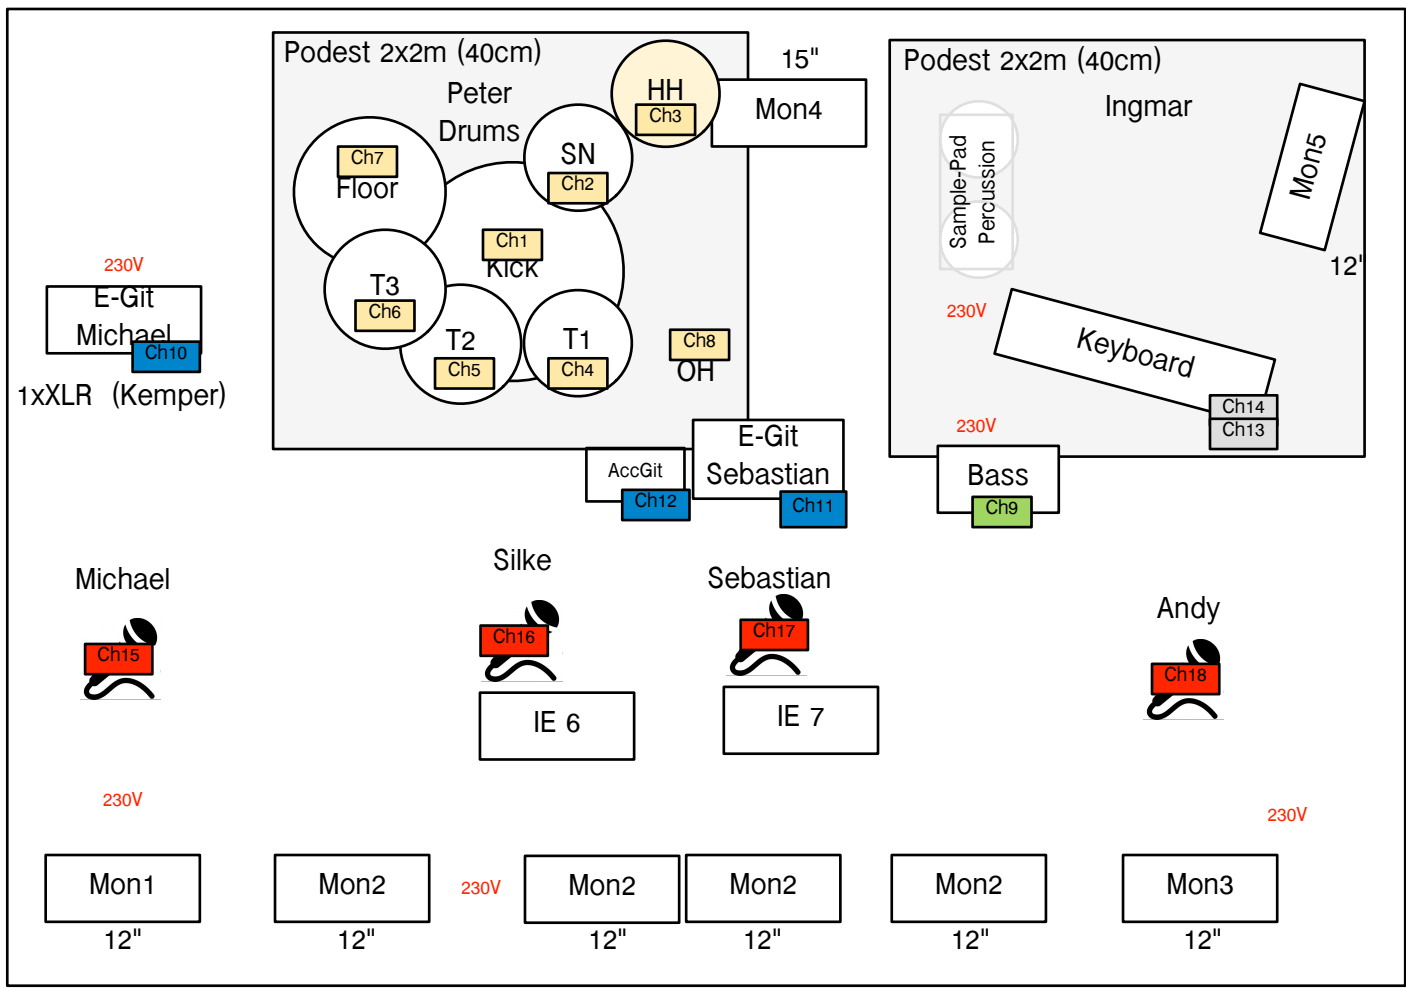 Podest 2x2m (40cm)
Peter
Drums
HH
Ch3
15"
Mon4
SN
Ch2
Ch7
Floor
Ch1
Kick
T3
Ch6
T2
Ch5
T1
Ch4
Ch8
OH
Podest 2x2m (40cm)
Ingmar
Sample-Pad
Percussion
Mon5
12"
230V
Keyboard
Ch14
Ch13
230V
E-Git
Michael
Ch10
1xXLR (Kemper)
AccGit
Ch12
E-Git
Sebastian
Ch11
230V
Bass
Ch9
Michael
Ch15
Silke
Ch16
IE 6
Sebastian
Ch17
IE 7
Andy
Ch18
230V
230V
Mon1
12"
Mon2
12"
230V
Mon2
12"
Mon2
12"
Mon2
12"
Mon3
12"